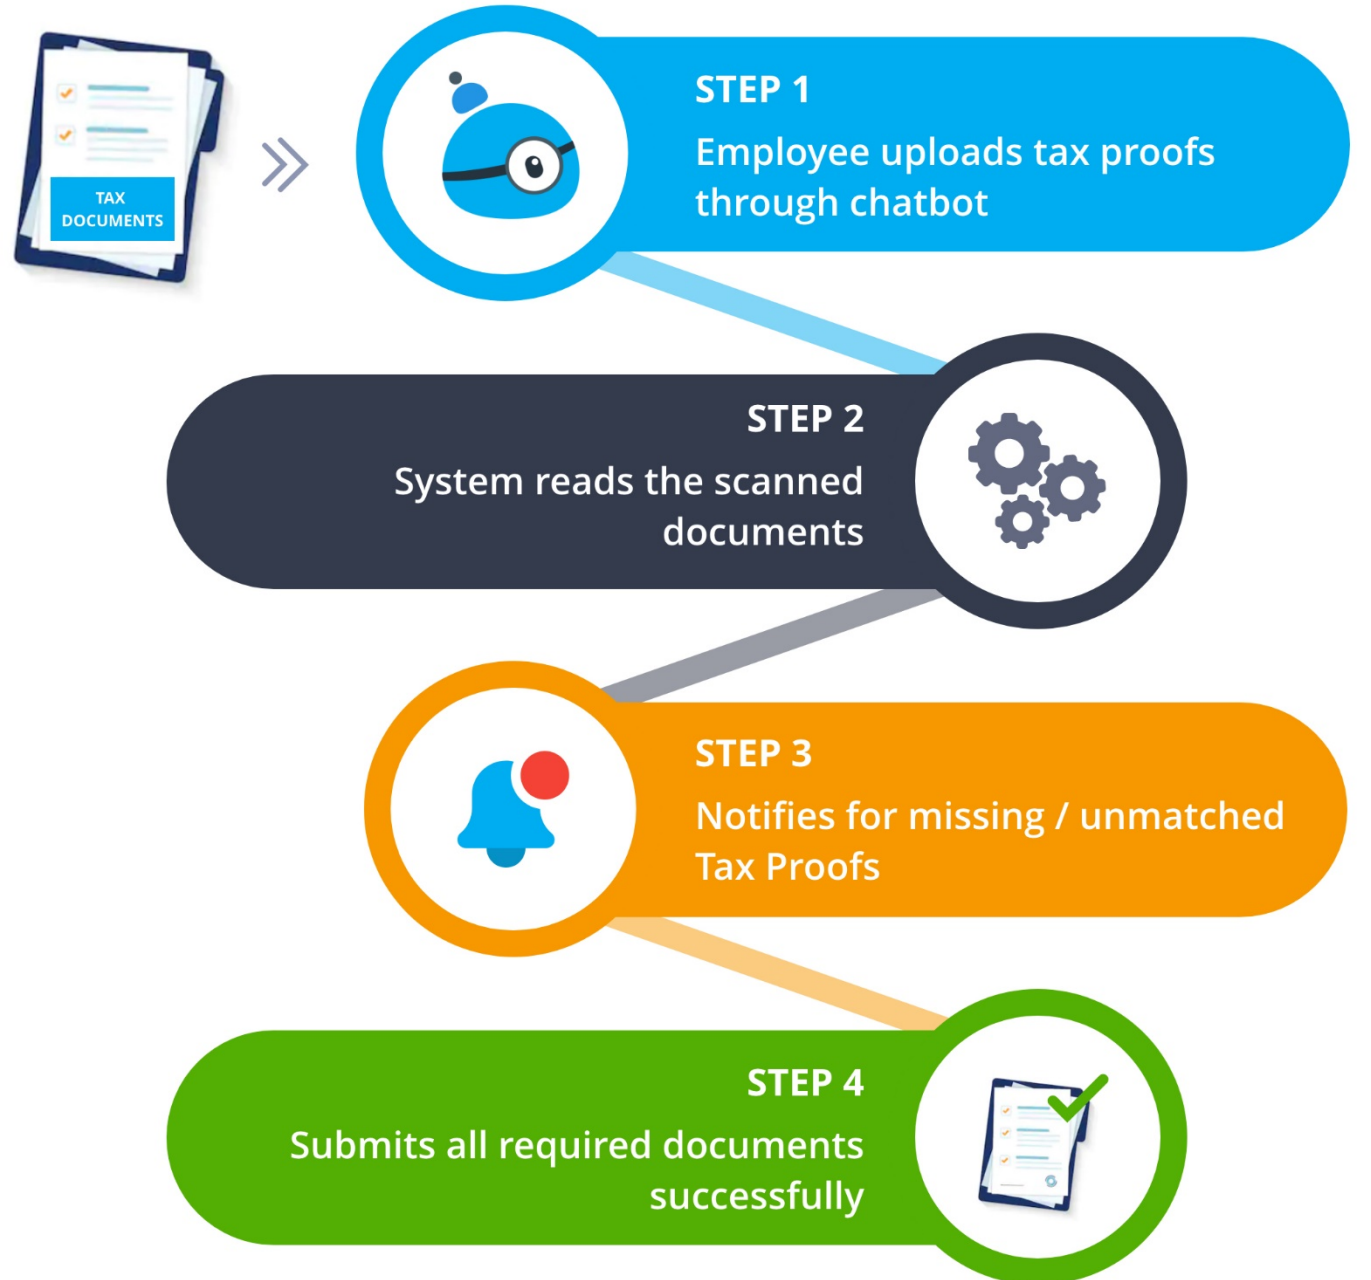 TAX
DOCUMENTS
STEP 1
Employee uploads tax proofs
through chatbot
STEP 2
System reads the scanned
documents
STEP 3
Notifies for missing / unmatched
Tax Proofs
STEP 4
Submits all required documents
successfully